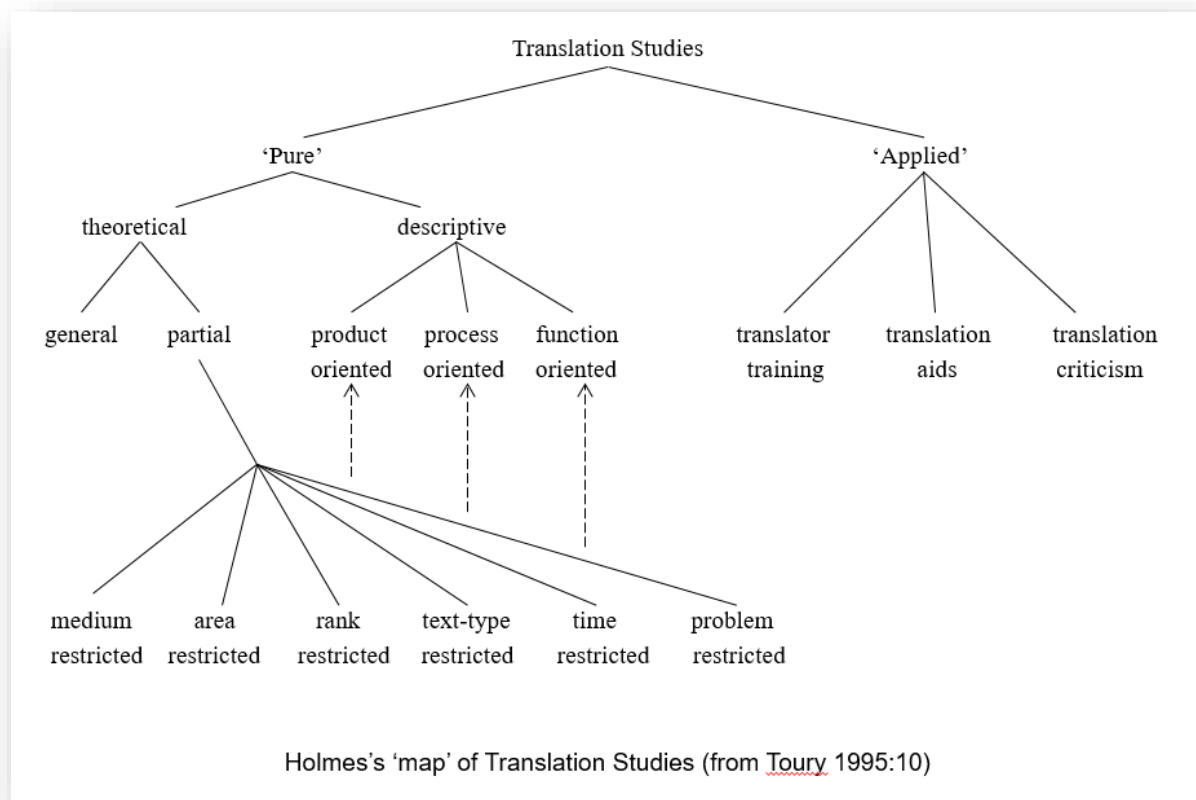 Translation Studies
‘Pure’ ‘Applied’
theoretical descriptive
general partial product process function translator translation translation
oriented oriented oriented training aids criticism
medium area rank text-type time problem
restricted restricted restricted restricted restricted restricted
Holmes’s ‘map’ of Translation Studies (from Toury 1995:10)